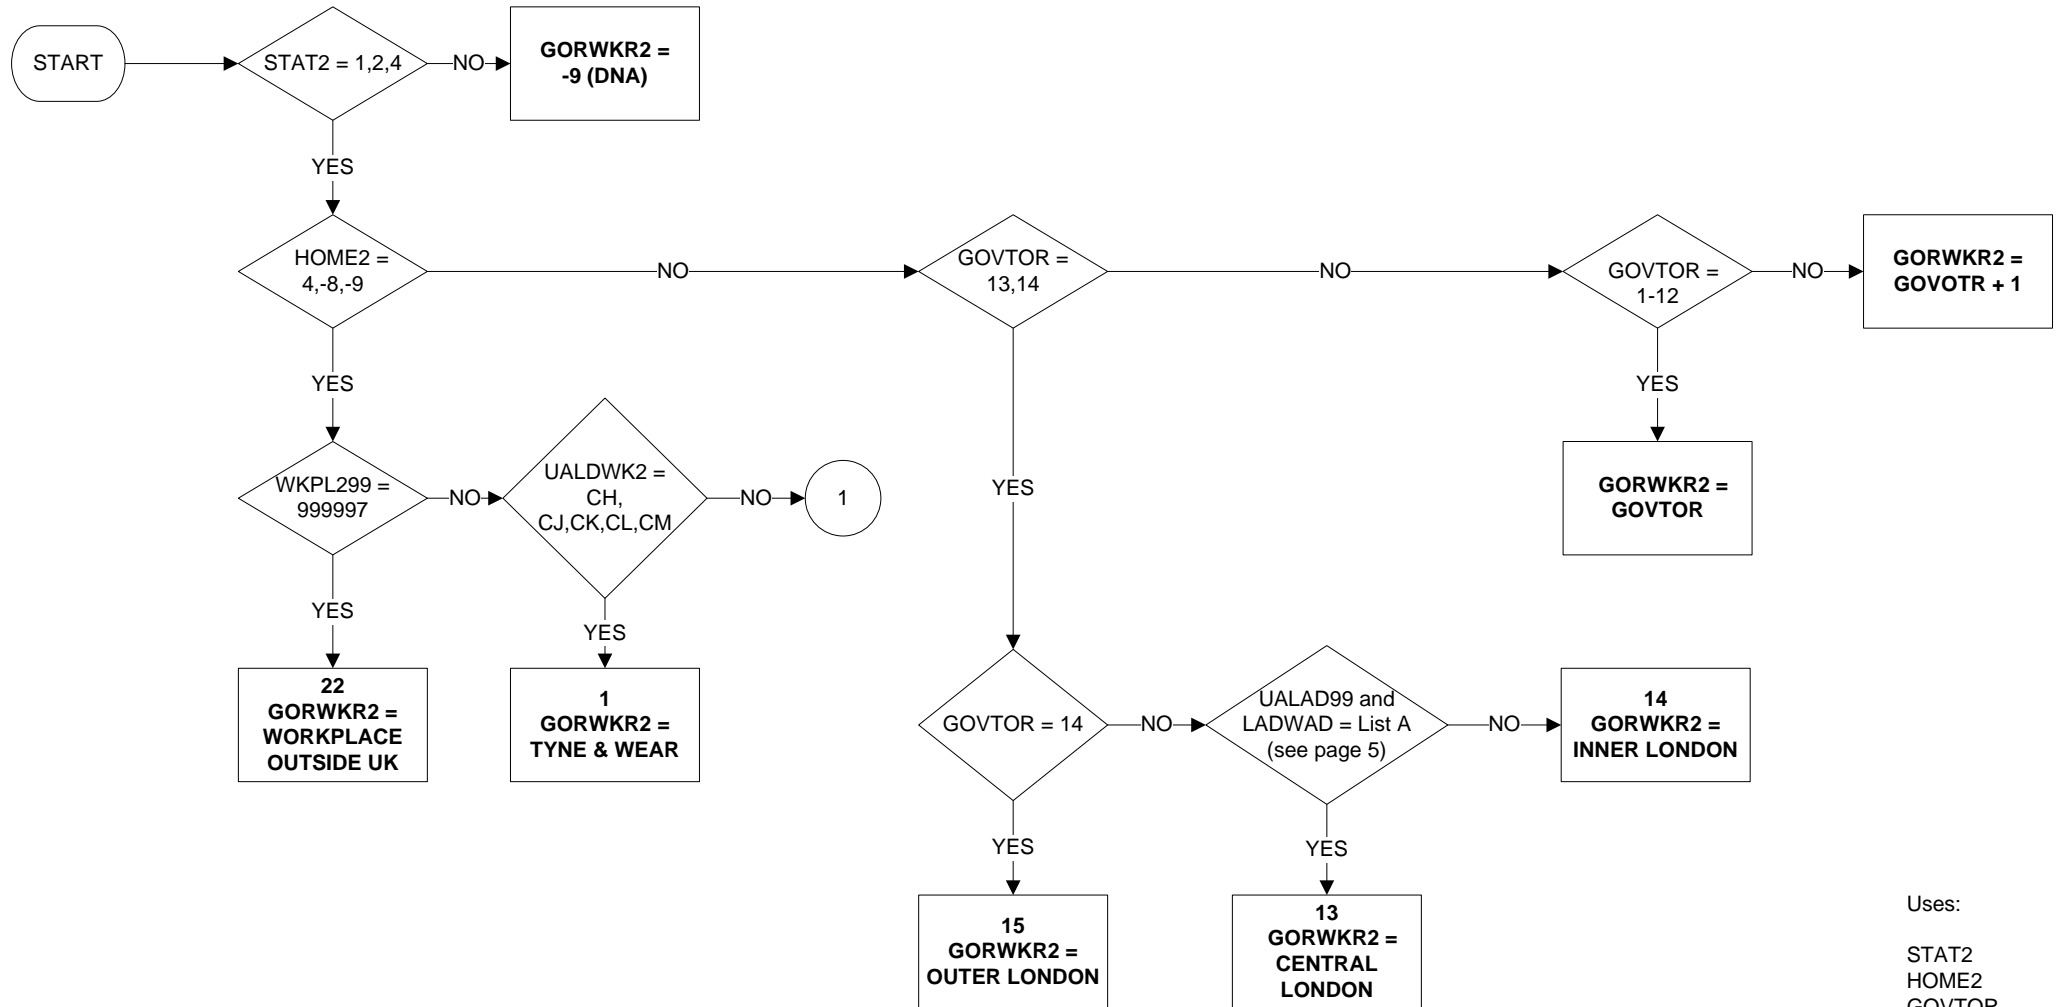 START
STAT2 = 1,2,4
NO
GORWKR2 =
-9 (DNA)
YES
HOME2 =
4,-8,-9
NO
GOVTOR =
13,14
NO
GOVTOR =
1-12
NO
GORWKR2 =
GOVOTR + 1
YES
YES
YES
GORWKR2 =
GOVTOR
WKPL299 =
999997
NO
UALDWK2 =
CH,
CJ,CK,CL,CM
NO
1
YES
YES
22
GORWKR2 =
WORKPLACE
OUTSIDE UK
1
GORWKR2 =
TYNE & WEAR
GOVTOR = 14
NO
UALAD99 and
LADWAD = List A
(see page 5)
NO
14
GORWKR2 =
INNER LONDON
YES
YES
15
GORWKR2 =
OUTER LONDON
13
GORWKR2 =
CENTRAL
LONDON
Uses:
STAT2
HOME2
GOVTOR